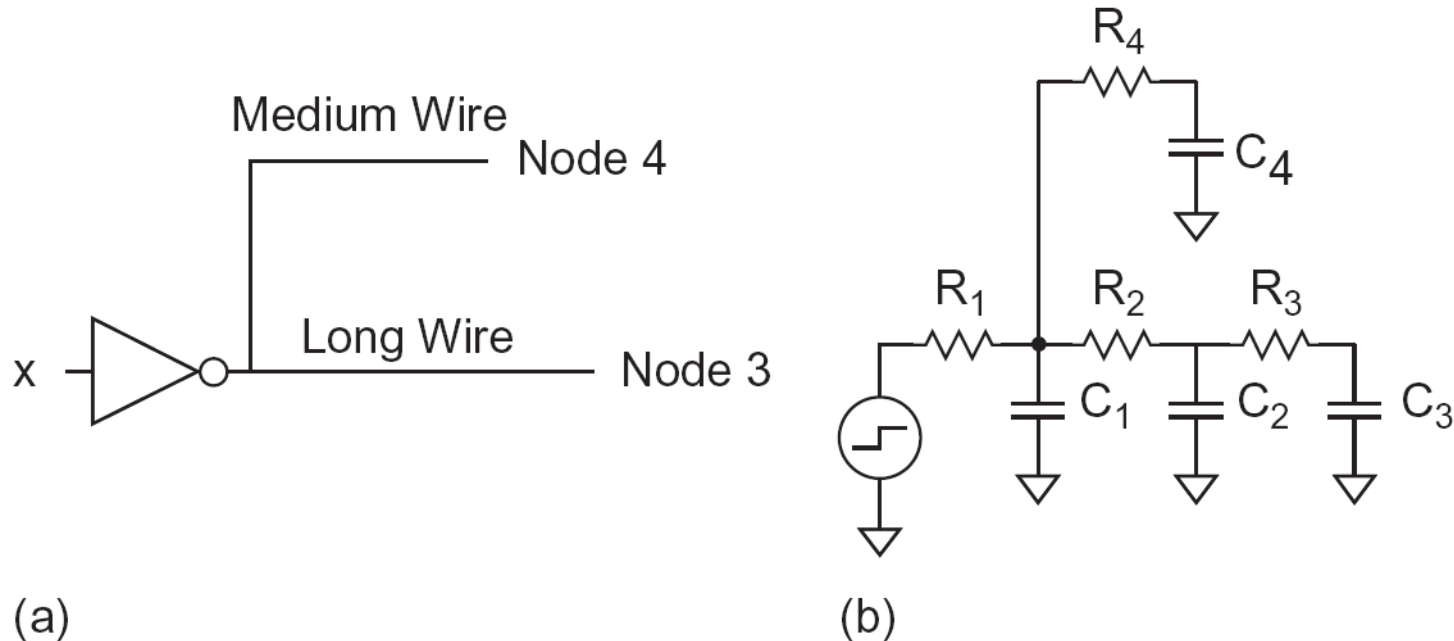 Medium Wire
Node 4
x
Long Wire
Node 3
(a)
R4
C4
R1
R2
R3
C1
C2
C3
(b)